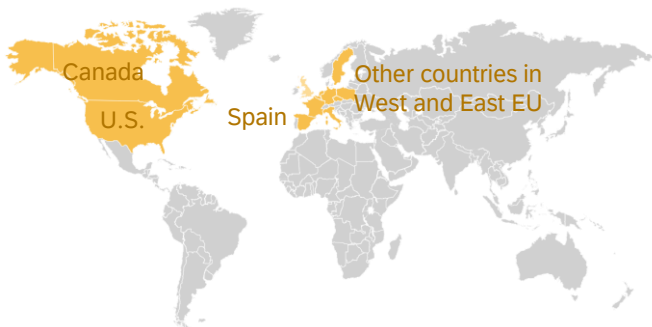 Canada
U.S.
Spain
Other countries in
West and East EU